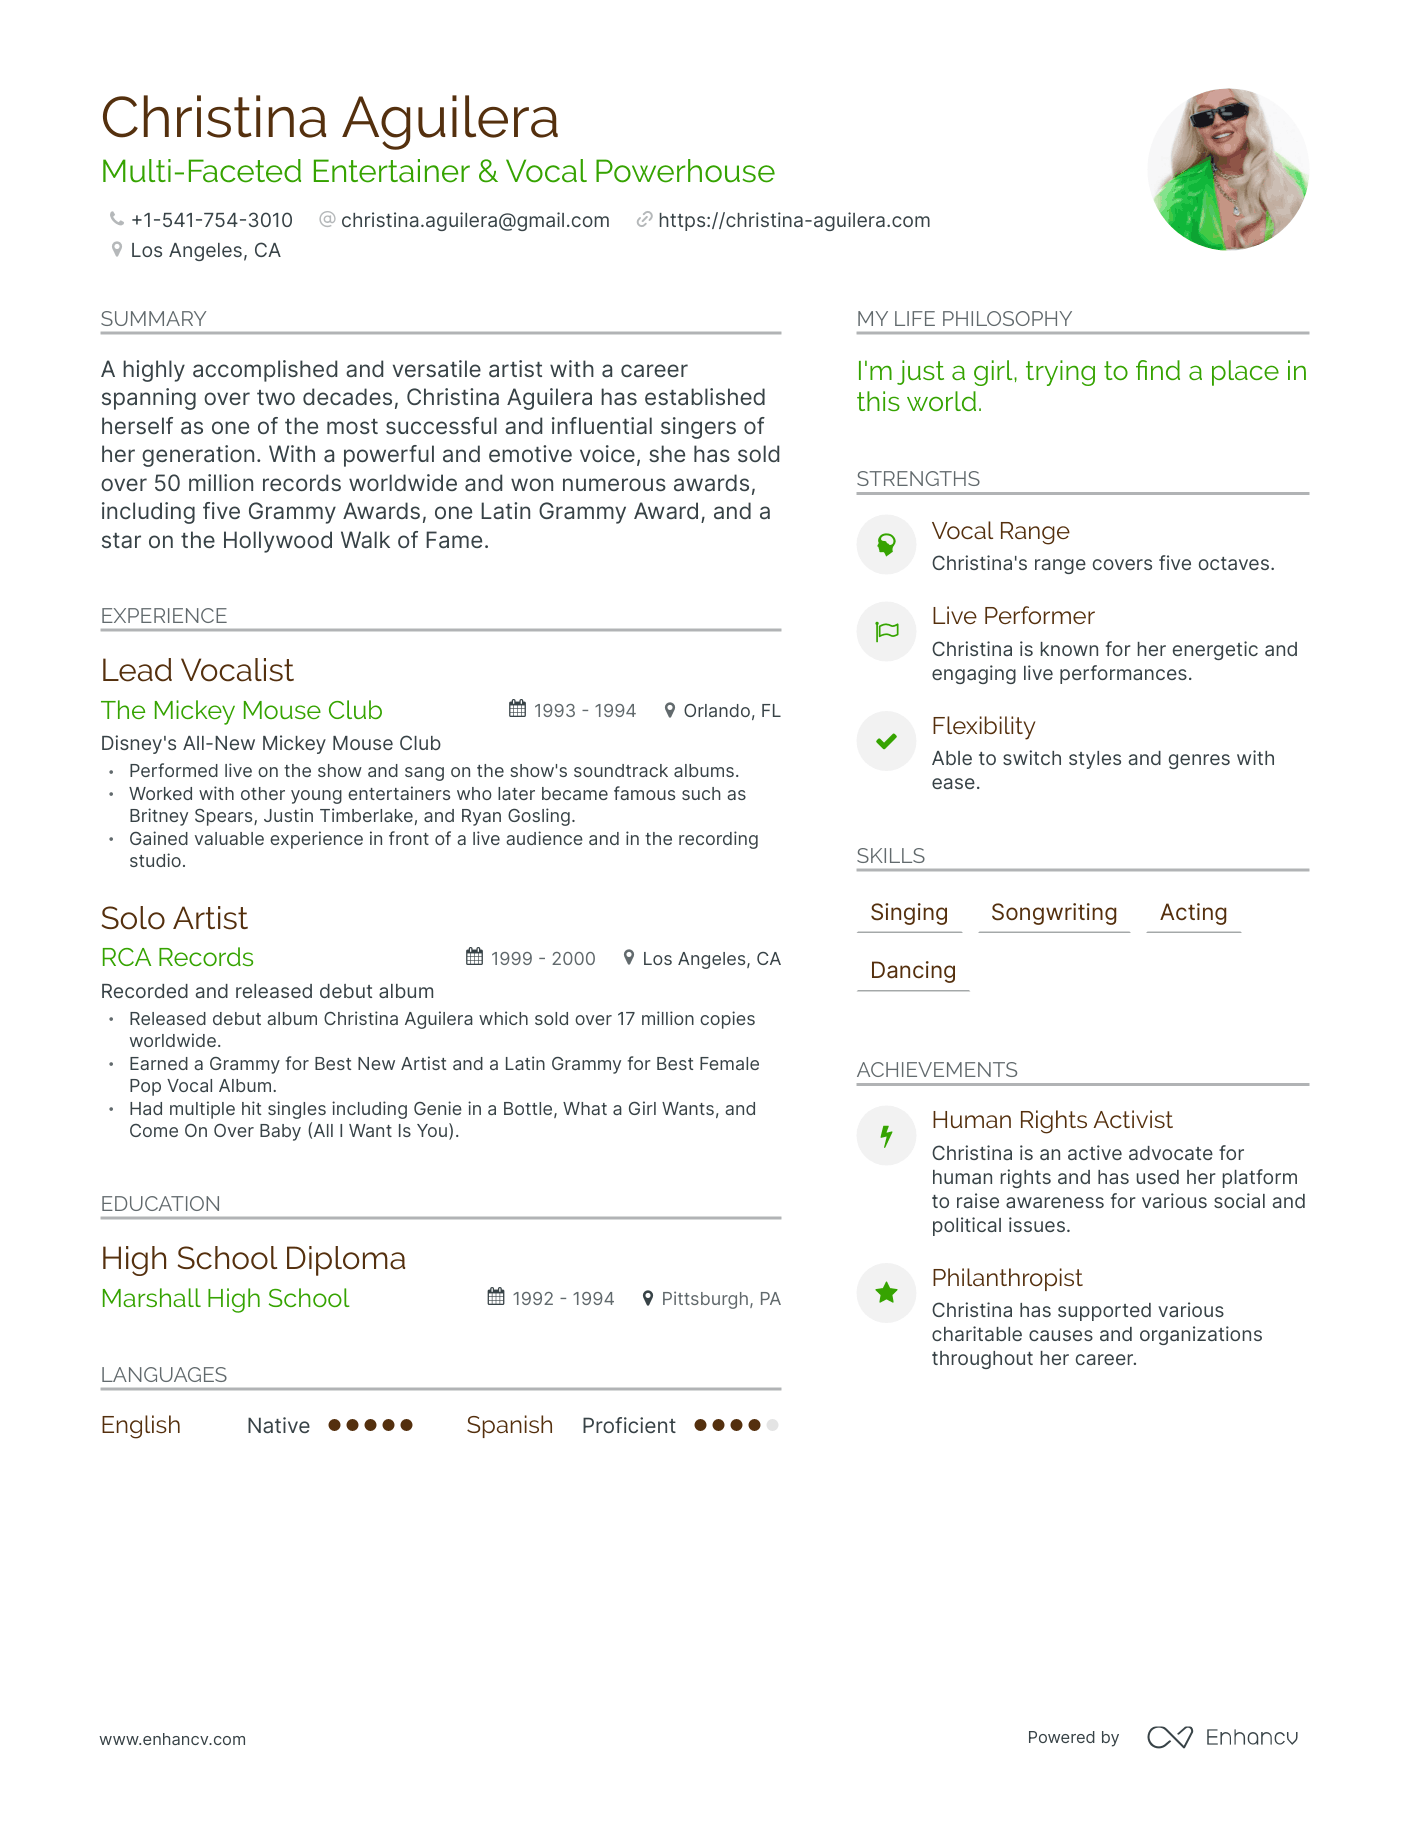 Christina Aguilera
Multi-Faceted Entertainer & Vocal Powerhouse
+1-541-754-3010 christina.aguilera@gmail.com https://christina-aguilera.com
Los Angeles, CA
SUMMARY
A highly accomplished and versatile artist with a career
spanning over two decades, Christina Aguilera has established
herself as one of the most successful and influential singers of
her generation. With a powerful and emotive voice, she has sold
over 50 million records worldwide and won numerous awards,
including five Grammy Awards, one Latin Grammy Award, and a
star on the Hollywood Walk of Fame.
EXPERIENCE
Lead Vocalist
The Mickey Mouse Club 1993 - 1994 Orlando, FL
Disney's All-New Mickey Mouse Club
• Performed live on the show and sang on the show's soundtrack albums.
• Worked with other young entertainers who later became famous such as
Britney Spears, Justin Timberlake, and Ryan Gosling.
• Gained valuable experience in front of a live audience and in the recording
studio.
Solo Artist
RCA Records 1999 - 2000 Los Angeles, CA
Recorded and released debut album
• Released debut album Christina Aguilera which sold over 17 million copies
worldwide.
• Earned a Grammy for Best New Artist and a Latin Grammy for Best Female
Pop Vocal Album.
• Had multiple hit singles including Genie in a Bottle, What a Girl Wants, and
Come On Over Baby (All I Want Is You).
EDUCATION
High School Diploma
Marshall High School 1992 - 1994 Pittsburgh, PA
LANGUAGES
English Native Spanish Proficient
MY LIFE PHILOSOPHY
I'm just a girl, trying to find a place in
this world.
STRENGTHS
Vocal Range
Christina's range covers five octaves.
Live Performer
Christina is known for her energetic and
engaging live performances.
Flexibility
Able to switch styles and genres with
ease.
SKILLS
Singing Songwriting Acting
Dancing
ACHIEVEMENTS
Human Rights Activist
Christina is an active advocate for
human rights and has used her platform
to raise awareness for various social and
political issues.
Philanthropist
Christina has supported various
charitable causes and organizations
throughout her career.
www.enhancv.com
Powered by Enhancv